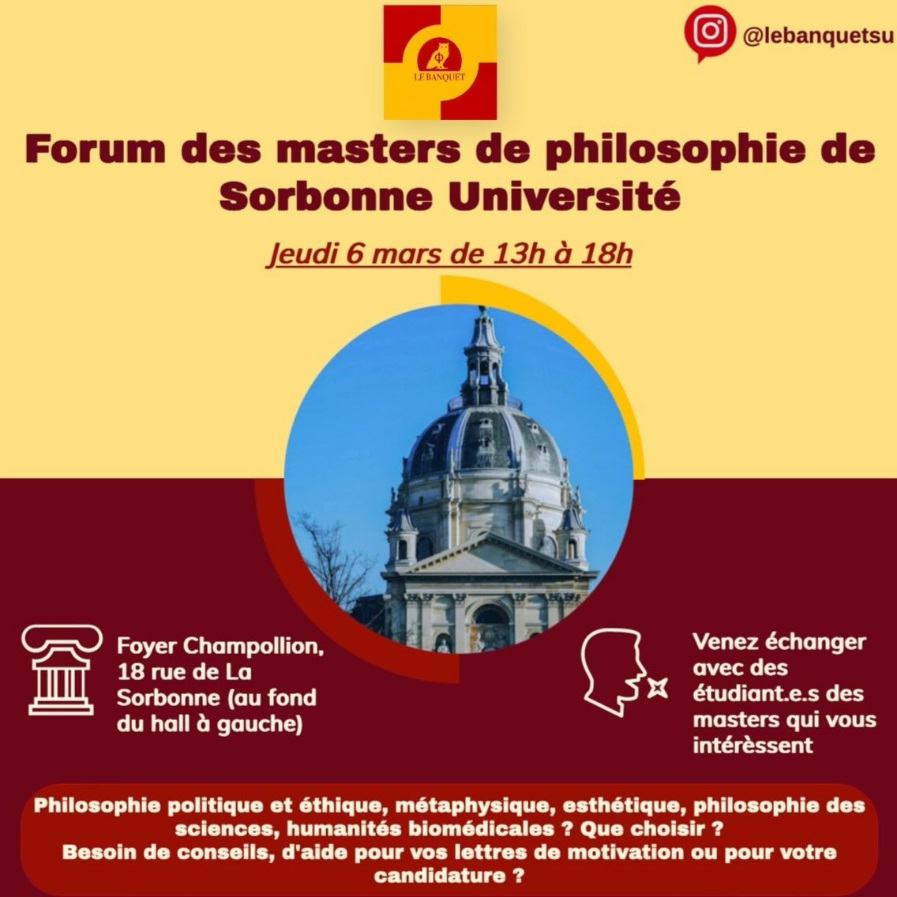 @lebanquetsu
LE BANQUET
Forum des masters de philosophie de
Sorbonne Université
Jeudi 6 mars de 13h à 18h
Foyer Champollion,
18 rue de La
Sorbonne (au fond
du hall à gauche)
Venez échanger
avec des
étudiant.e.s des
masters qui vous
intérèssent
Philosophie politique et éthique, métaphysique, esthétique, philosophie des
sciences, humanités biomédicales ? Que choisir ?
Besoin de conseils, d'aide pour vos lettres de motivation ou pour votre
candidature ?